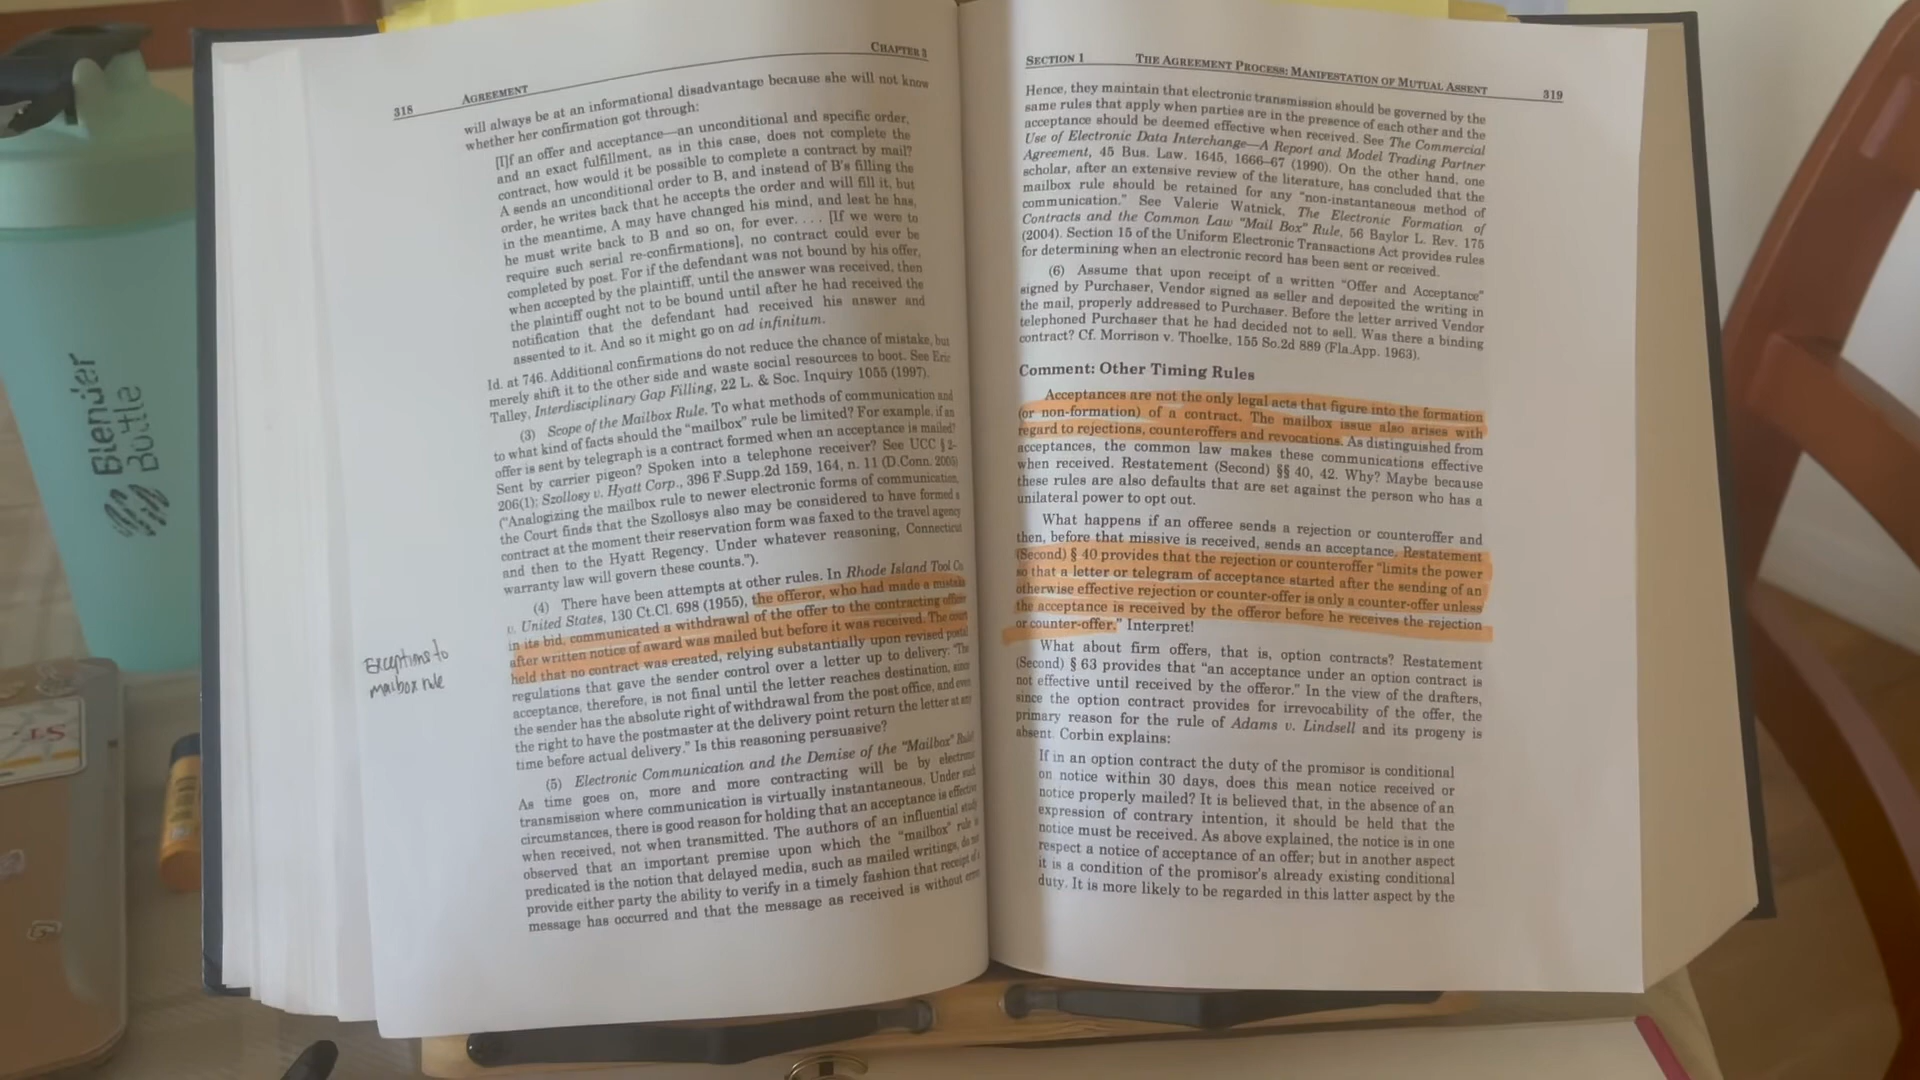 Blender
Bottle
318 AGREEMENT CHAPTER 3
will always be at an informational disadvantage because she will not know
whether her confirmation got through:
[I]f an offer and acceptance—an unconditional and specific order,
and an exact fulfillment, as in this case, does not complete the
contract, how would it be possible to complete a contract by mail?
A sends an unconditional order to B, and instead of B's filling the
order, he writes back that he accepts the order and will fill it, but
in the meantime, A may have changed his mind, and lest he has,
he must write back to B and so on, for ever. . . . [If we were to
require such serial re-confirmations], no contract could ever be
completed by post. For if the defendant was not bound by his offer,
when accepted by the plaintiff, until the answer was received, then
the plaintiff ought not to be bound until after he had received the
notification that the defendant had received his answer and
assented to it. And so it might go on ad infinitum.
Id. at 746. Additional confirmations do not reduce the chance of mistake, but
merely shift it to the other side and waste social resources to boot. See Eric
Talley, Interdisciplinary Gap Filling, 22 L. & Soc. Inquiry 1055 (1997).
(3) Scope of the Mailbox Rule. To what methods of communication and
to what kind of facts should the "mailbox" rule be limited? For example, if an
offer is sent by telegraph is a contract formed when an acceptance is mailed?
Sent by carrier pigeon? Spoken into a telephone receiver? See UCC § 2-
206(1); Szollosy v. Hyatt Corp., 396 F.Supp.2d 159, 164, n. 11 (D.Conn. 2005)
("Analogizing the mailbox rule to newer electronic forms of communication,
the Court finds that the Szollosys also may be considered to have formed a
contract at the moment their reservation form was faxed to the travel agency
and then to the Hyatt Regency. Under whatever reasoning, Connecticut
warranty law will govern these counts.").
(4) There have been attempts at other rules. In Rhode Island Tool Co.
v. United States, 130 Ct.Cl. 698 (1955), the offeror, who had made a mistake
in its bid, communicated a withdrawal of the offer to the contracting officer
after written notice of award was mailed but before it was received. The court
held that no contract was created, relying substantially upon revised postal
regulations that gave the sender control over a letter up to delivery: "The
acceptance, therefore, is not final until the letter reaches destination, since
the sender has the absolute right of withdrawal from the post office, and even
the right to have the postmaster at the delivery point return the letter at any
time before actual delivery." Is this reasoning persuasive?
Exceptions to
mailbox rule
(5) Electronic Communication and the Demise of the "Mailbox" Rule
As time goes on, more and more contracting will be by electronic
transmission where communication is virtually instantaneous. Under such
circumstances, there is good reason for holding that an acceptance is effective
when received, not when transmitted. The authors of an influential study
observed that an important premise upon which the "mailbox" rule is
predicated is the notion that delayed media, such as mailed writings, do not
provide either party the ability to verify in a timely fashion that receipt of a
message has occurred and that the message as received is without error.
SECTION 1 THE AGREEMENT PROCESS: MANIFESTATION OF MUTUAL ASSENT 319
Hence, they maintain that electronic transmission should be governed by the
same rules that apply when parties are in the presence of each other and the
acceptance should be deemed effective when received. See The Commercial
Use of Electronic Data Interchange—A Report and Model Trading Partner
Agreement, 45 Bus. Law. 1645, 1666–67 (1990). On the other hand, one
scholar, after an extensive review of the literature, has concluded that the
mailbox rule should be retained for any "non-instantaneous method of
communication." See Valerie Watnick, The Electronic Formation of
Contracts and the Common Law "Mail Box" Rule, 56 Baylor L. Rev. 175
(2004). Section 15 of the Uniform Electronic Transactions Act provides rules
for determining when an electronic record has been sent or received.
(6) Assume that upon receipt of a written "Offer and Acceptance"
signed by Purchaser, Vendor signed as seller and deposited the writing in
the mail, properly addressed to Purchaser. Before the letter arrived Vendor
telephoned Purchaser that he had decided not to sell. Was there a binding
contract? Cf. Morrison v. Thoelke, 155 So.2d 889 (Fla.App. 1963).
Comment: Other Timing Rules
Acceptances are not the only legal acts that figure into the formation
(or non-formation) of a contract. The mailbox issue also arises with
regard to rejections, counteroffers and revocations. As distinguished from
acceptances, the common law makes these communications effective
when received. Restatement (Second) §§ 40, 42. Why? Maybe because
these rules are also defaults that are set against the person who has a
unilateral power to opt out.
What happens if an offeree sends a rejection or counteroffer and
then, before that missive is received, sends an acceptance. Restatement
(Second) § 40 provides that the rejection or counteroffer "limits the power
so that a letter or telegram of acceptance started after the sending of an
otherwise effective rejection or counter-offer is only a counter-offer unless
the acceptance is received by the offeror before he receives the rejection
or counter-offer." Interpret!
What about firm offers, that is, option contracts? Restatement
(Second) § 63 provides that "an acceptance under an option contract is
not effective until received by the offeror." In the view of the drafters,
since the option contract provides for irrevocability of the offer, the
primary reason for the rule of Adams v. Lindsell and its progeny is
absent. Corbin explains:
If in an option contract the duty of the promisor is conditional
on notice within 30 days, does this mean notice received or
notice properly mailed? It is believed that, in the absence of an
expression of contrary intention, it should be held that the
notice must be received. As above explained, the notice is in one
respect a notice of acceptance of an offer; but in another aspect
it is a condition of the promisor's already existing conditional
duty. It is more likely to be regarded in this latter aspect by the